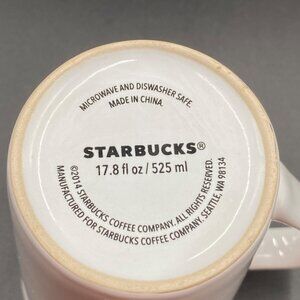 MICROWAVE AND DISWASHER SAFE.
MADE IN CHINA.
STARBUCKS®
17.8 fl oz / 525 ml
©2014 STARBUCKS COFFEE COMPANY. ALL RIGHTS RESERVED.
MANUFACTURED FOR STARBUCKS COFFEE COMPANY. SEATTLE, WA 98134